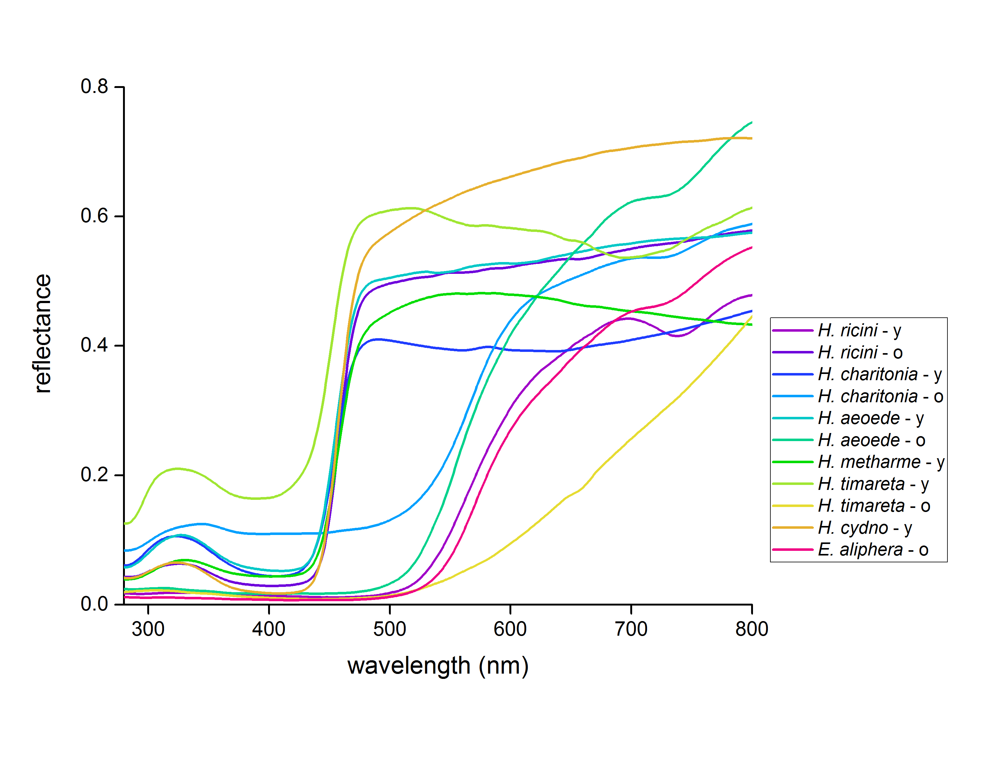 0.8
0.6
0.4
0.2
0.0
reflectance
300 400 500 600 700 800
wavelength (nm)
H. ricini - y
H. ricini - o
H. charitonia - y
H. charitonia - o
H. aeoede - y
H. aeoede - o
H. metharme - y
H. timareta - y
H. timareta - o
H. cydno - y
E. aliphera - o